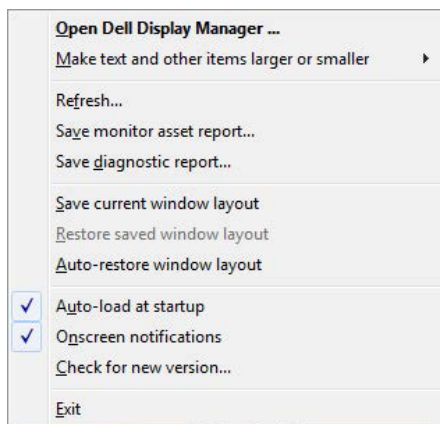 Open Dell Display Manager ...
Make text and other items larger or smaller
Refresh...
Save monitor asset report...
Save diagnostic report...
Save current window layout
Restore saved window layout
Auto-restore window layout
Auto-load at startup
Onscreen notifications
Check for new version...
Exit